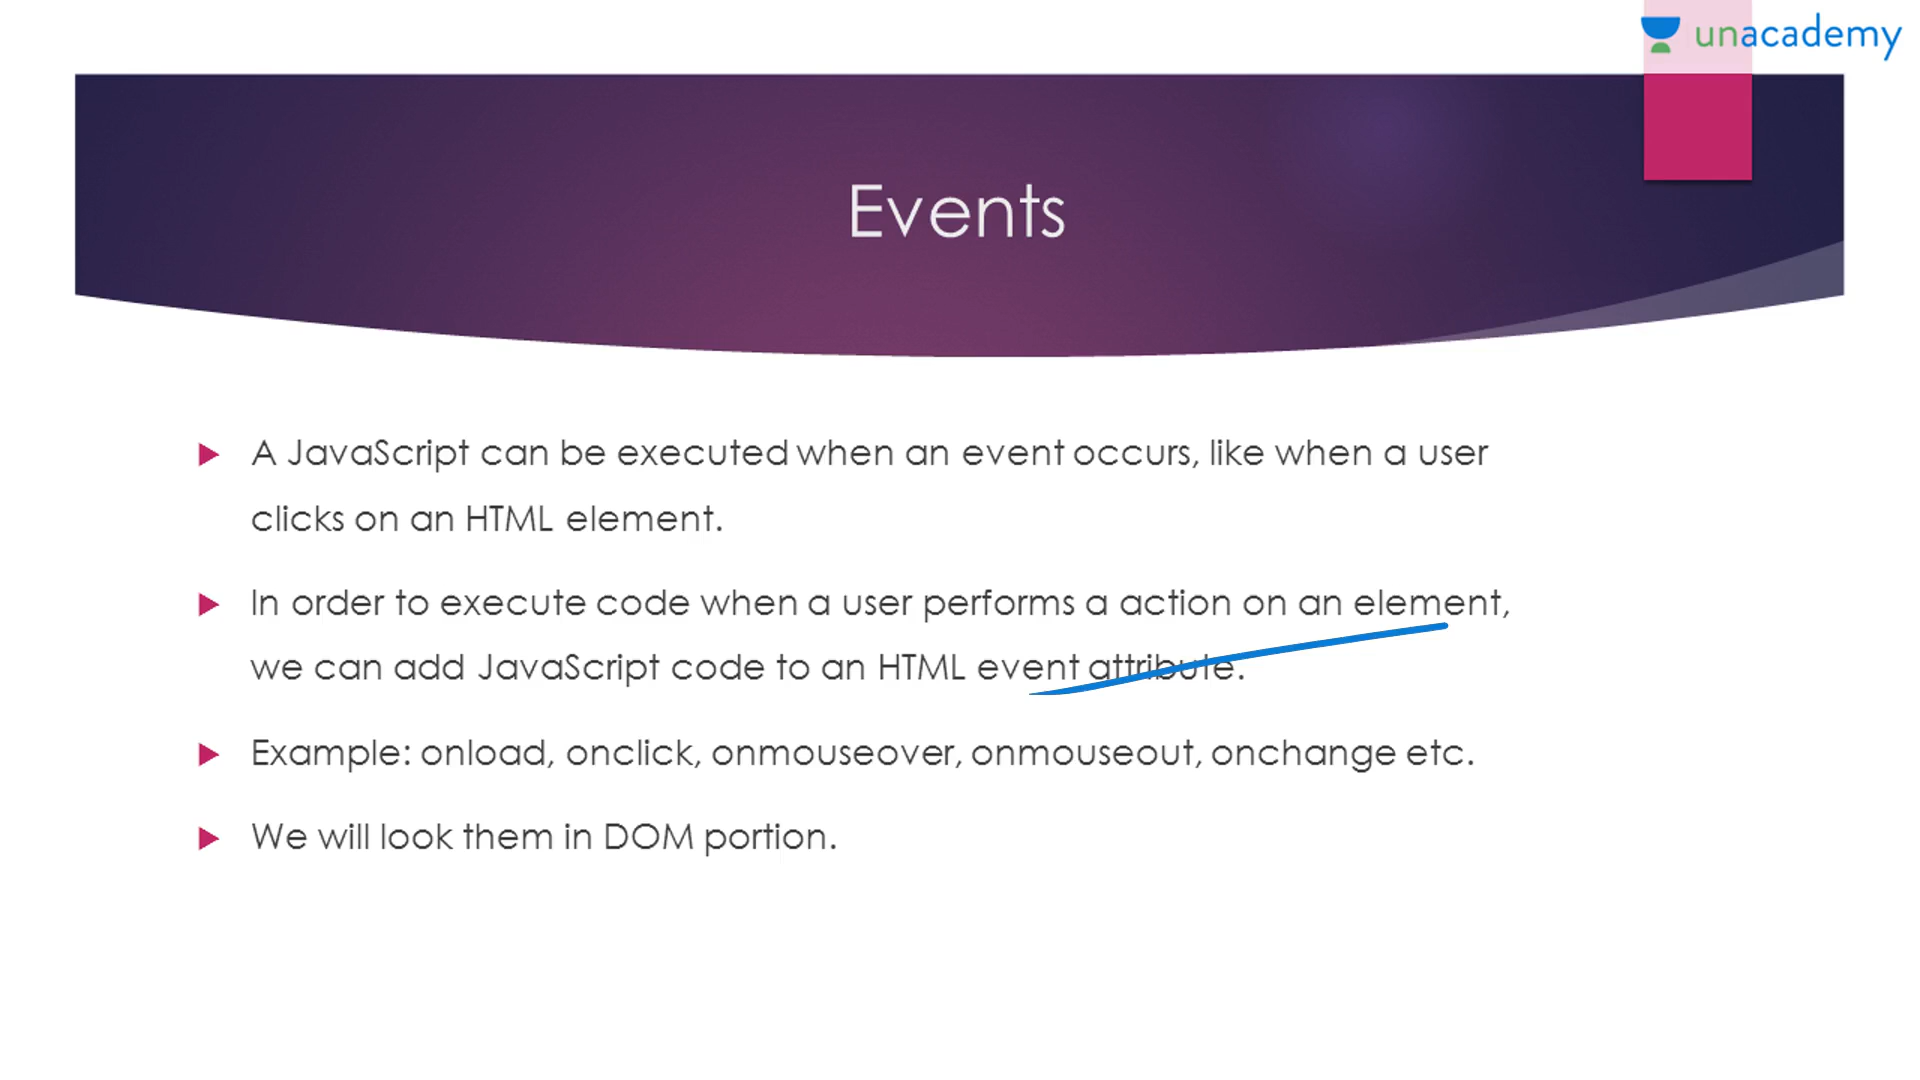 unacademy
Events
A JavaScript can be executed when an event occurs, like when a user
clicks on an HTML element.
In order to execute code when a user performs a action on an element,
we can add JavaScript code to an HTML event attribute.
Example: onload, onclick, onmouseover, onmouseout, onchange etc.
We will look them in DOM portion.